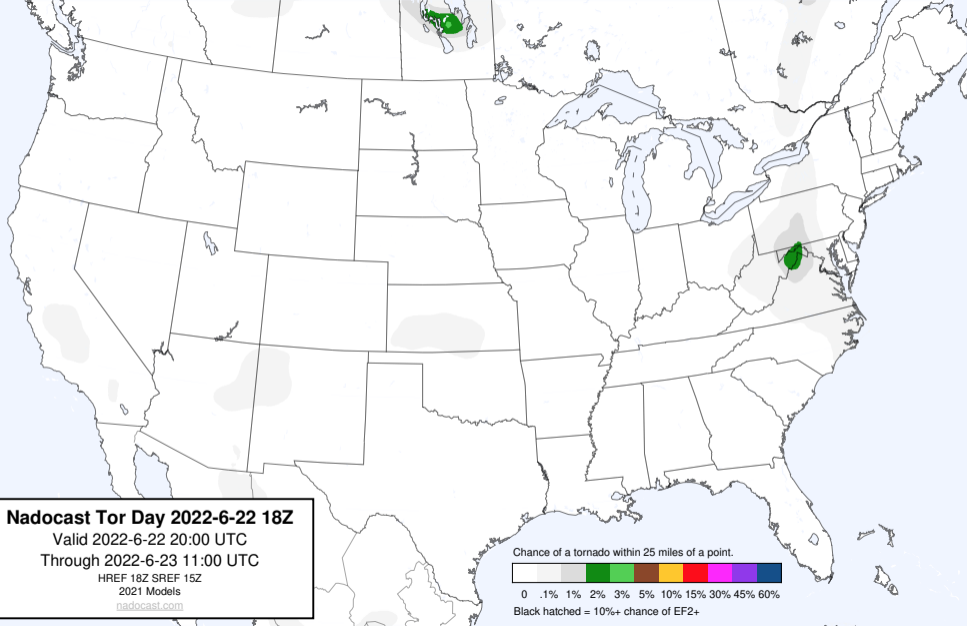 Nadocast Tor Day 2022-6-22 18Z
Valid 2022-6-22 20:00 UTC
Through 2022-6-23 11:00 UTC
HREF 18Z SREF 15Z
2021 Models
nadocast.com
Chance of a tornado within 25 miles of a point.
0 .1% 1% 2% 3% 5% 10% 15% 30% 45% 60%
Black hatched = 10%+ chance of EF2+